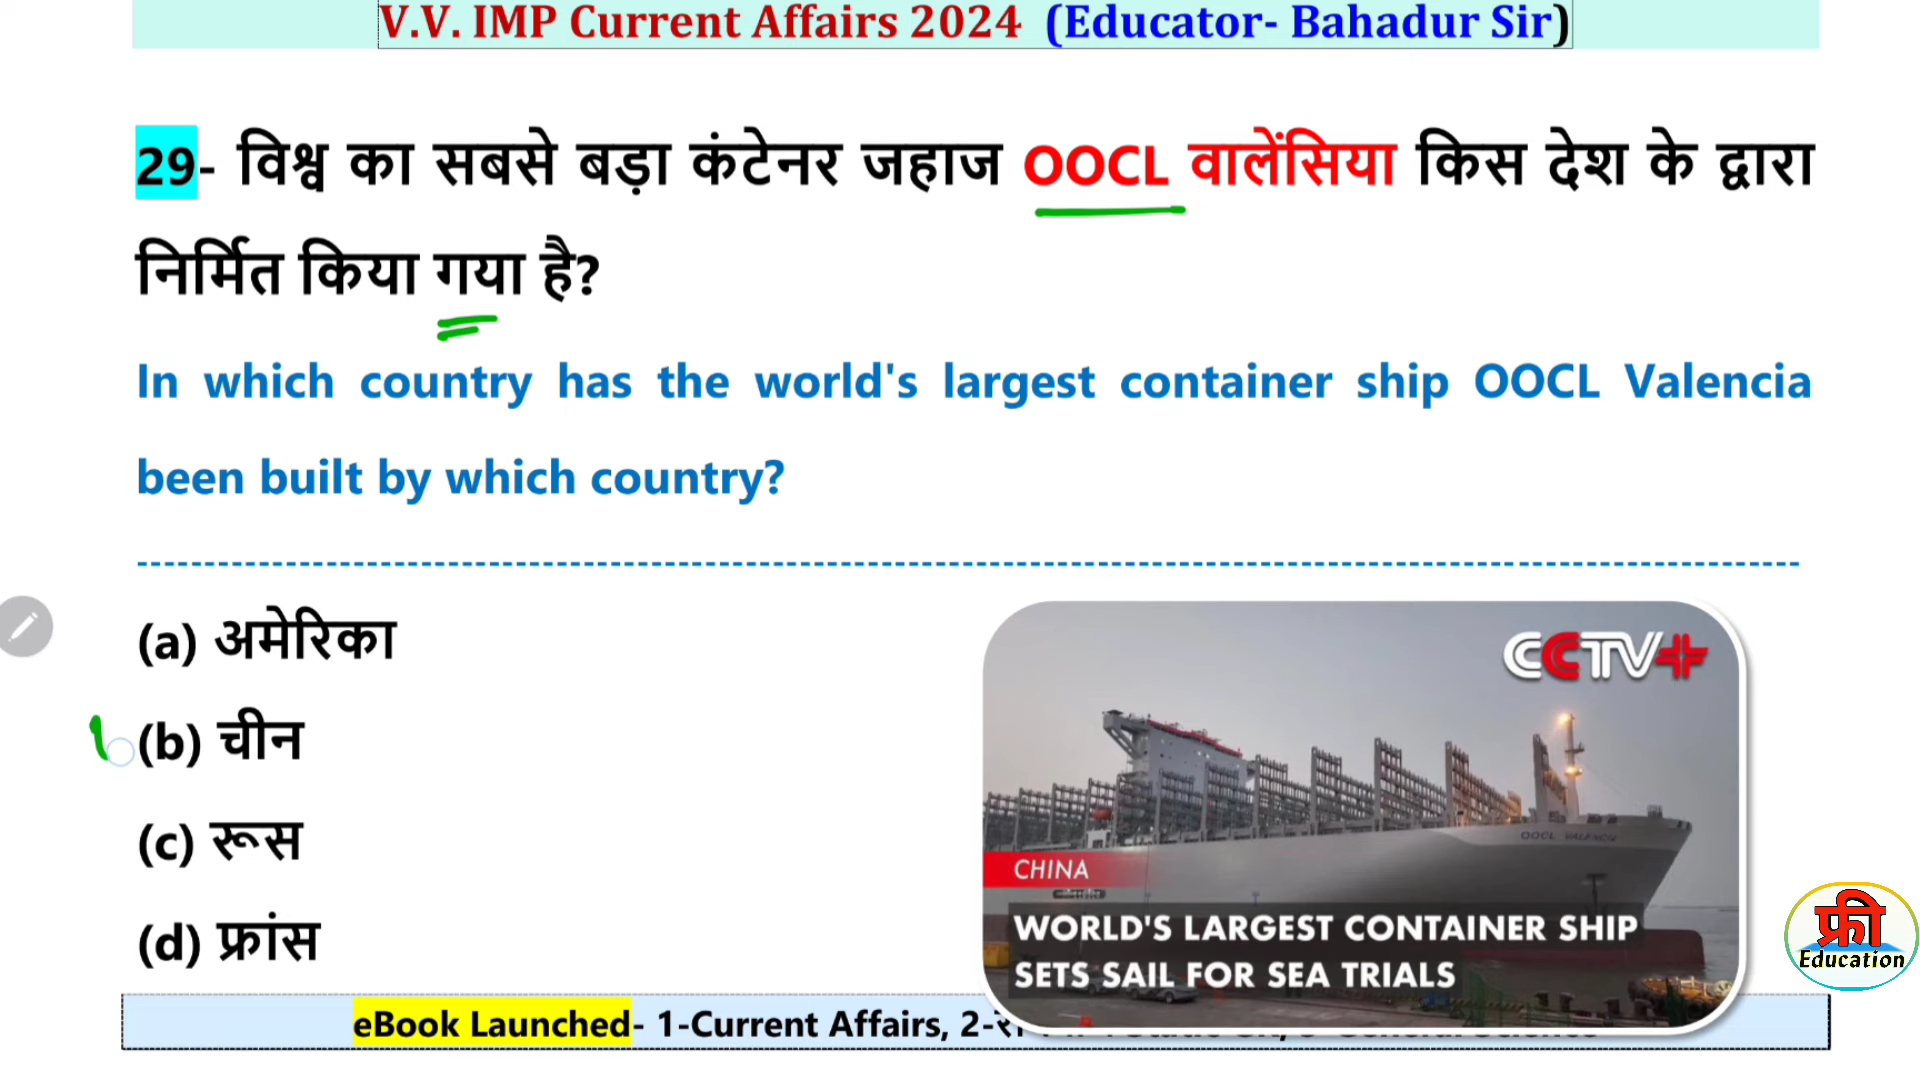 V.V. IMP Current Affairs 2024 (Educator- Bahadur Sir)
29- विश्व का सबसे बड़ा कंटेनर जहाज OOCL वालेंसिया किस देश के द्वारा
निर्मित किया गया है?
In which country has the world's largest container ship OOCL Valencia
been built by which country?
(a) अमेरिका
(b) चीन
(c) रूस
(d) फ्रांस
CCTV+
OOCL VALENCIA
CHINA
WORLD'S LARGEST CONTAINER SHIP
SETS SAIL FOR SEA TRIALS
फ्री
Education
eBook Launched- 1-Current Affairs, 2-